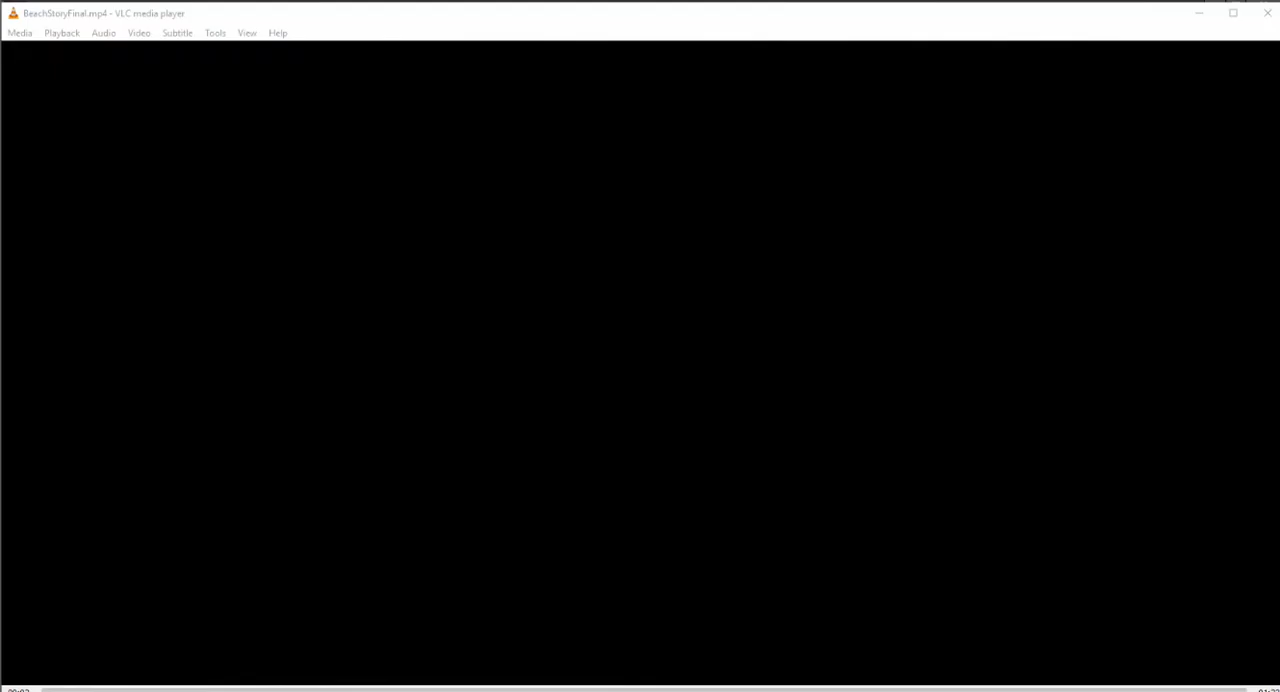 BeachStoryFinal.mp4 - VLC media player
Media Playback Audio Video Subtitle Tools View Help